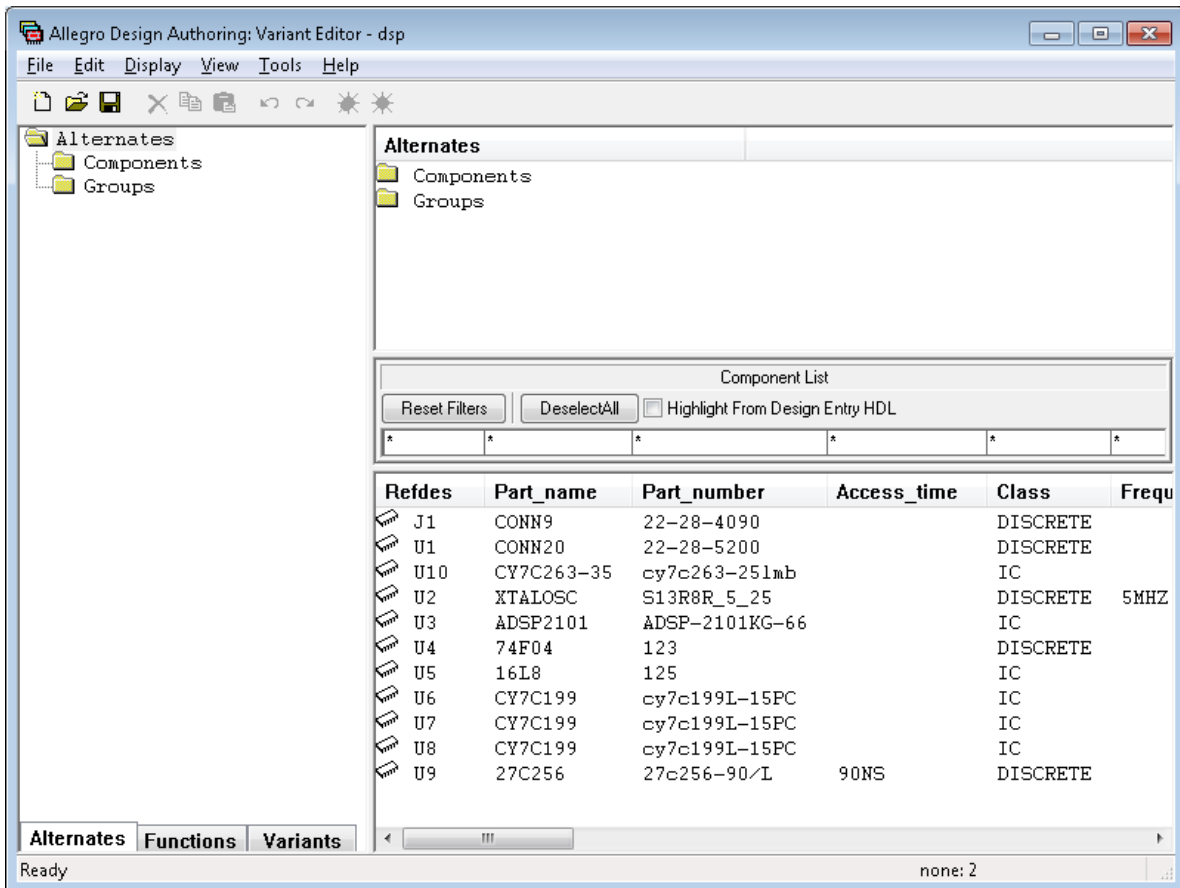 Allegro Design Authoring: Variant Editor - dsp
File Edit Display View Tools Help
Alternates
Components
Groups
Alternates
Components
Groups
Component List
Reset Filters DeselectAll Highlight From Design Entry HDL
* * * * * *
Refdes Part_name Part_number Access_time Class Frequ
J1 CONN9 22-28-4090 DISCRETE
U1 CONN20 22-28-5200 DISCRETE
U10 CY7C263-35 cy7c263-25lmb IC
U2 XTALOSC S13R8R_5_25 DISCRETE 5MHZ
U3 ADSP2101 ADSP-2101KG-66 IC
U4 74F04 123 DISCRETE
U5 16L8 125 IC
U6 CY7C199 cy7c199L-15PC IC
U7 CY7C199 cy7c199L-15PC IC
U8 CY7C199 cy7c199L-15PC IC
U9 27C256 27c256-90/L 90NS DISCRETE
Alternates Functions Variants
Ready none: 2